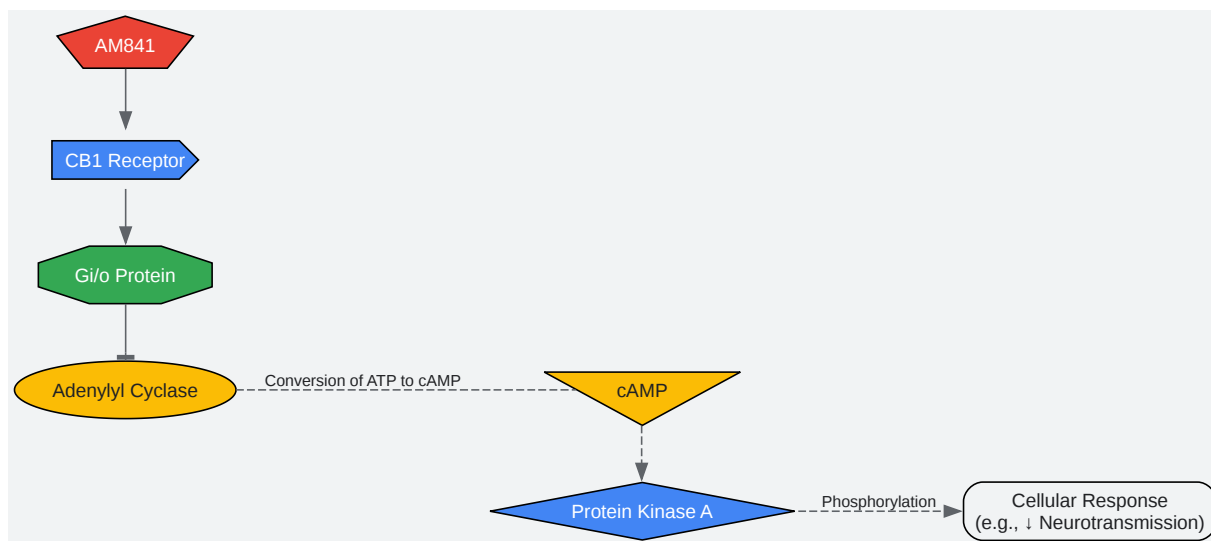 AM841
CB1 Receptor
Gi/o Protein
Adenylyl Cyclase
Conversion of ATP to cAMP
cAMP
Protein Kinase A
Phosphorylation
Cellular Response
(e.g., ↓ Neurotransmission)